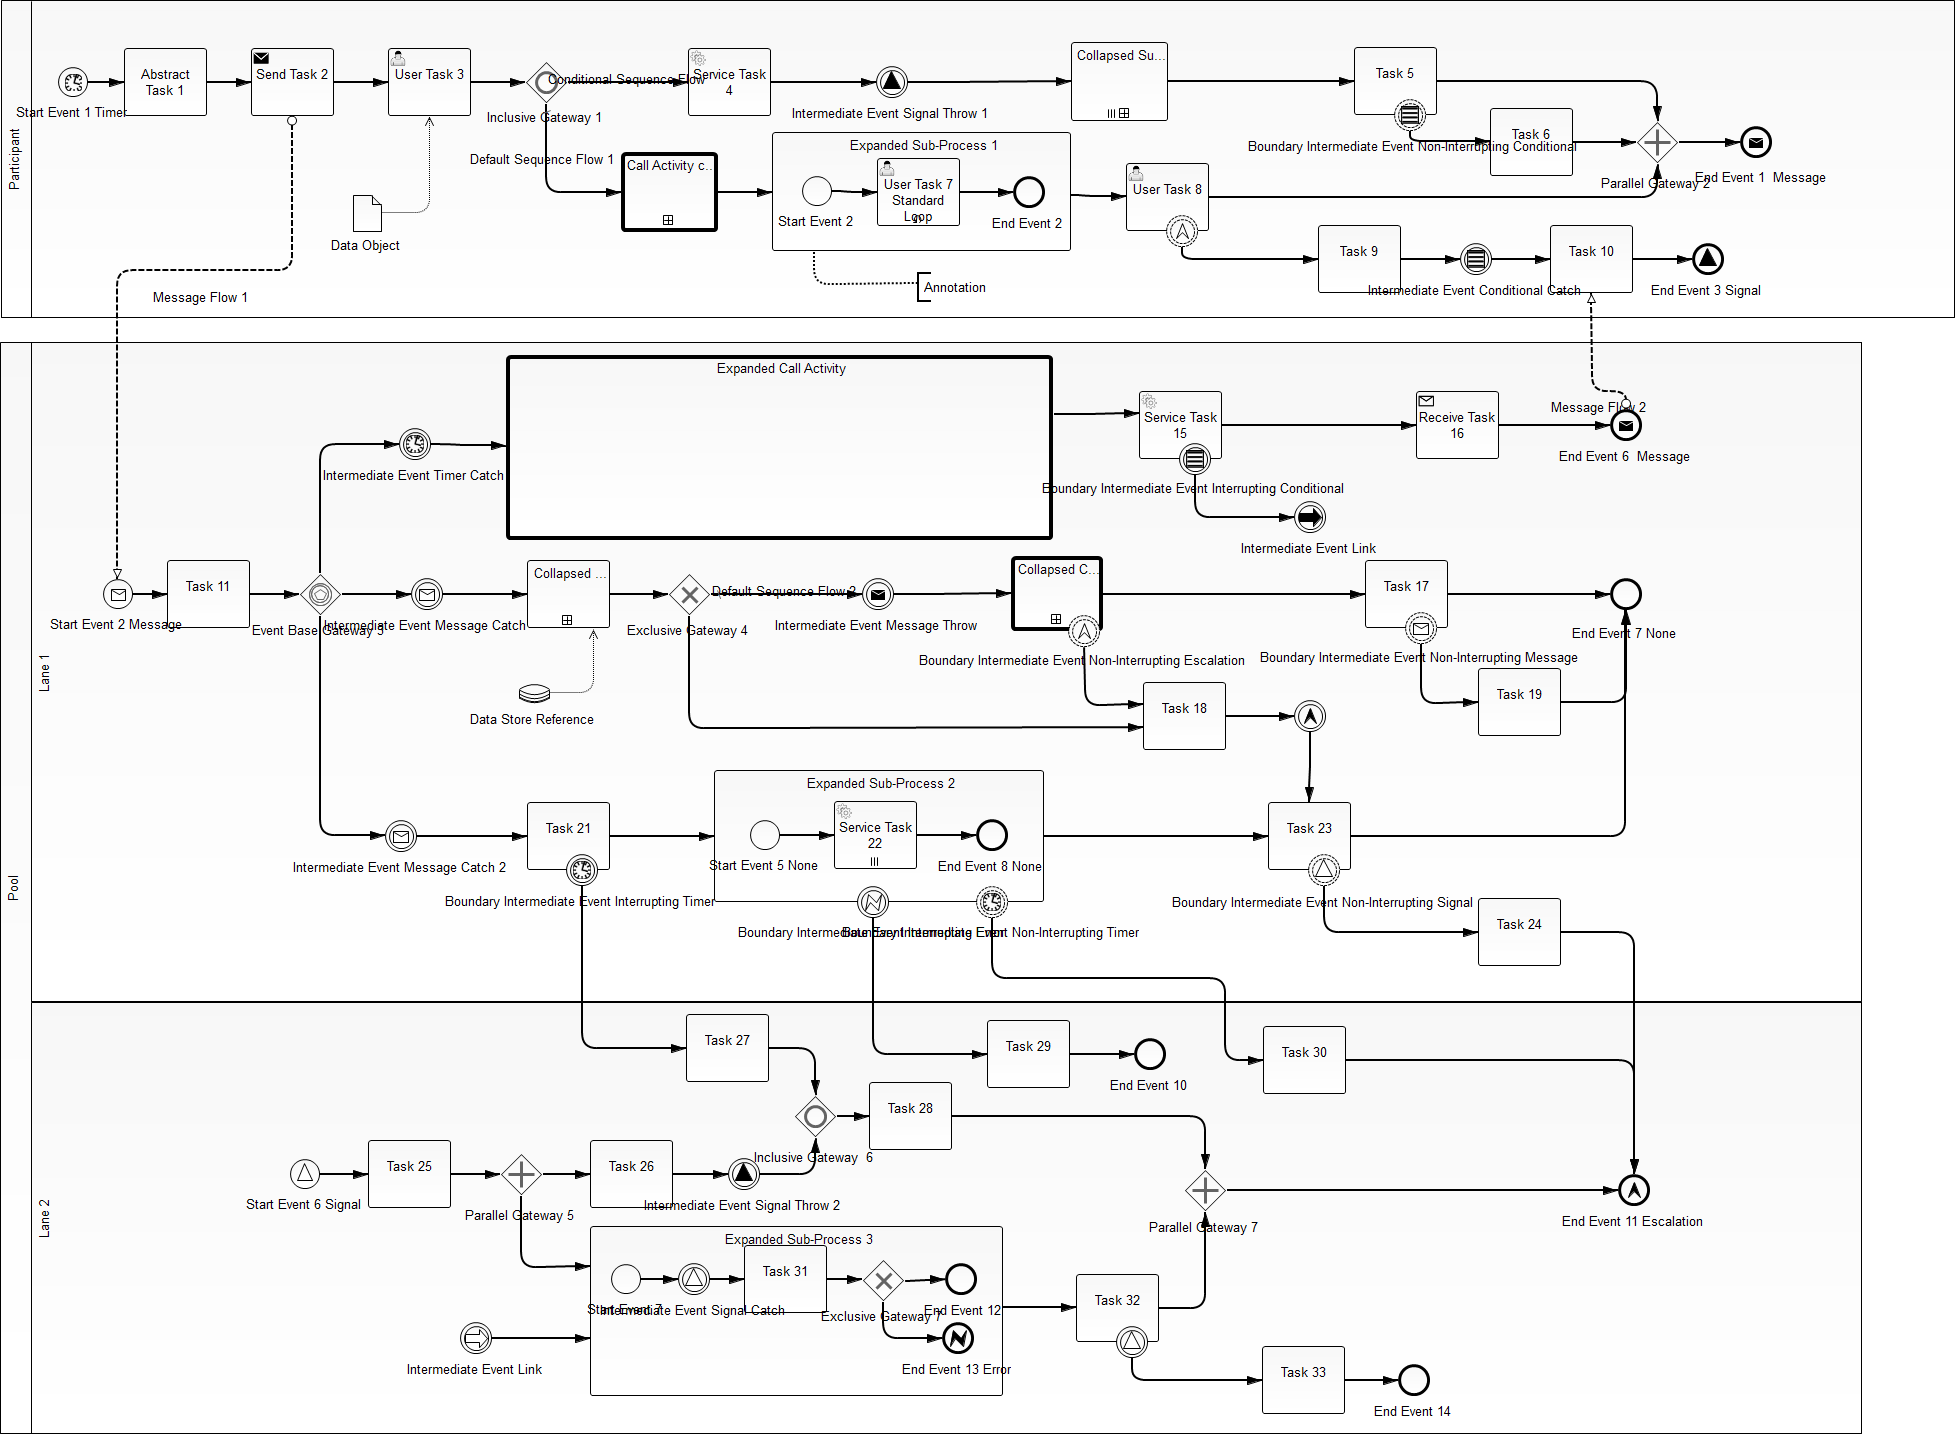 Participant
Abstract
Task 1
Send Task 2
User Task 3
Conditional Sequence Flow
Service Task
4
Collapsed Su...
Task 5
Start Event 1 Timer
Inclusive Gateway 1
Intermediate Event Signal Throw 1
Task 6
Boundary Intermediate Event Non-Interrupting Conditional
Default Sequence Flow 1
Call Activity c...
Expanded Sub-Process 1
Parallel Gateway 2
End Event 1  Message
User Task 7
Standard
Loop
Start Event 2
End Event 2
User Task 8
Data Object
Task 9
Task 10
Annotation
Intermediate Event Conditional Catch
End Event 3 Signal
Message Flow 1
Pool
Lane 1
Expanded Call Activity
Message Flow 2
Service Task
15
Receive Task
16
End Event 6  Message
Intermediate Event Timer Catch
Boundary Intermediate Event Interrupting Conditional
Intermediate Event Link
Task 11
Collapsed ...
Default Sequence Flow 2
Collapsed C...
Task 17
Start Event 2 Message
Event Base Gateway 3
Intermediate Event Message Catch
Exclusive Gateway 4
Intermediate Event Message Throw
End Event 7 None
Boundary Intermediate Event Non-Interrupting Escalation
Boundary Intermediate Event Non-Interrupting Message
Data Store Reference
Task 18
Task 19
Expanded Sub-Process 2
Task 21
Service Task
22
Task 23
Start Event 5 None
End Event 8 None
Intermediate Event Message Catch 2
Boundary Intermediate Event Interrupting Timer
Boundary Intermediate Event Non-Interrupting Signal
Boundary Intermediate Event Interrupting Error
Boundary Intermediate Event Non-Interrupting Timer
Task 24
Lane 2
Task 27
Task 29
Task 30
End Event 10
Task 28
Inclusive Gateway  6
Task 25
Task 26
Start Event 6 Signal
Parallel Gateway 5
Intermediate Event Signal Throw 2
Parallel Gateway 7
End Event 11 Escalation
Expanded Sub-Process 3
Task 31
Start Event 7
Intermediate Event Signal Catch
Exclusive Gateway 7
End Event 12
Task 32
Intermediate Event Link
End Event 13 Error
Task 33
End Event 14